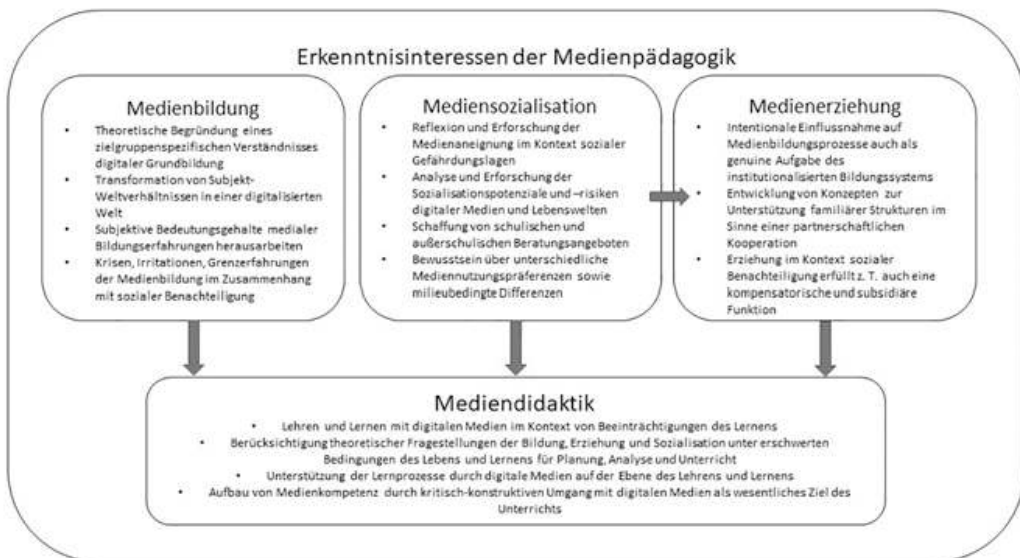 Erkenntnisinteressen der Medienpädagogik
Medienbildung
• Theoretische Begründung eines
zielgruppenspezifischen Verständnisses
digitaler Grundbildung
• Transformation von Subjekt-
Weltverhältnissen in einer digitalisierten
Welt
• Subjektive Bedeutungsgehalte medialer
Bildungserfahrungen herausarbeiten
• Krisen, Irritationen, Grenzerfahrungen
der Medienbildung im Zusammenhang
mit sozialer Benachteiligung
Mediensozialisation
• Reflexion und Erforschung der
Medienaneignung im Kontext sozialer
Gefährdungslagen
• Analyse und Erforschung der
Sozialisationspotenziale und –risiken
digitaler Medien und Lebenswelten
• Schaffung von schulischen und
außerschulischen Beratungsangeboten
• Bewusstsein über unterschiedliche
Mediennutzungspräferenzen sowie
milieubedingte Differenzen
Medienerziehung
• Intentionale Einflussnahme auf
Medienbildungsprozesse auch als
genuine Aufgabe des
institutionalisierten Bildungssystems
• Entwicklung von Konzepten zur
Unterstützung familiärer Strukturen im
Sinne einer partnerschaftlichen
Kooperation
• Erziehung im Kontext sozialer
Benachteiligung erfüllt z. T. auch eine
kompensatorische und subsidiäre
Funktion
Mediendidaktik
• Lehren und Lernen mit digitalen Medien im Kontext von Beeinträchtigungen des Lernens
• Berücksichtigung theoretischer Fragestellungen der Bildung, Erziehung und Sozialisation unter erschwerten
Bedingungen des Lebens und Lernens für Planung, Analyse und Unterricht
• Unterstützung der Lernprozesse durch digitale Medien auf der Ebene des Lehrens und Lernens
• Aufbau von Medienkompetenz durch kritisch-konstruktiven Umgang mit digitalen Medien als wesentliches Ziel des
Unterrichts